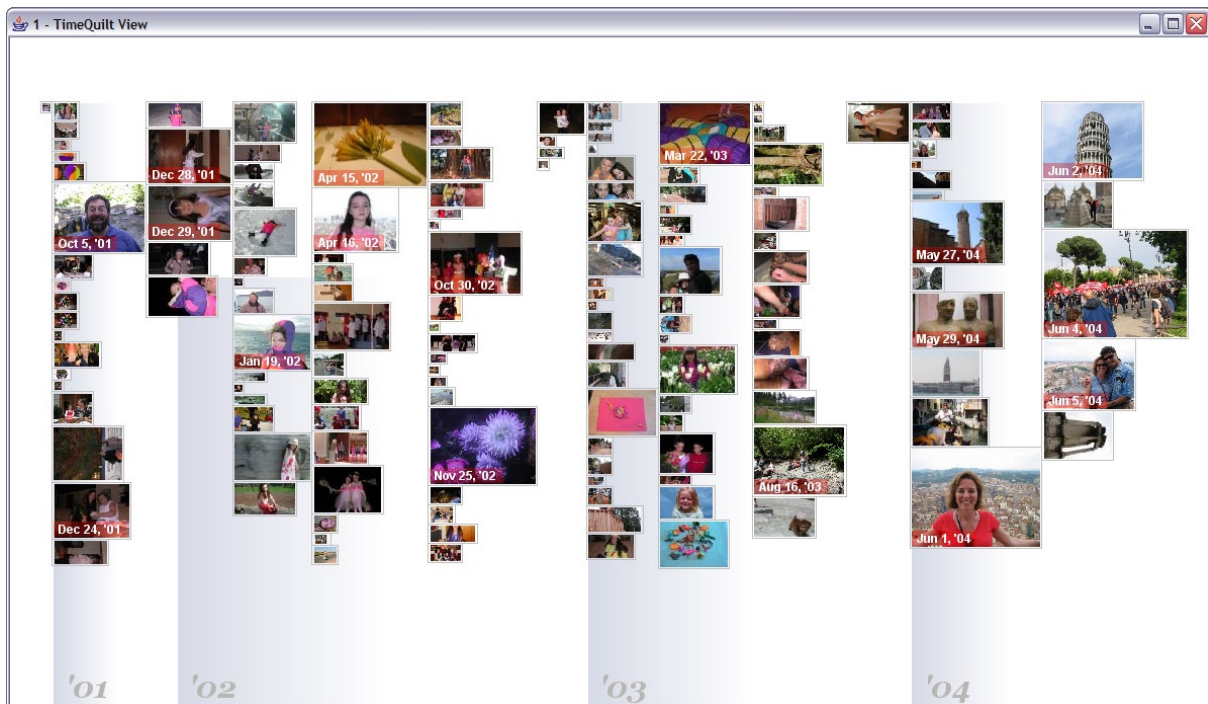 1 - TimeQuilt View
Oct 5, '01
Dec 24, '01
Dec 28, '01
Dec 29, '01
Jan 19, '02
Apr 15, '02
Apr 16, '02
Oct 30, '02
Nov 25, '02
Mar 22, '03
Aug 16, '03
May 27, '04
May 29, '04
Jun 1, '04
Jun 2, '04
Jun 4, '04
Jun 5, '04
'01
'02
'03
'04